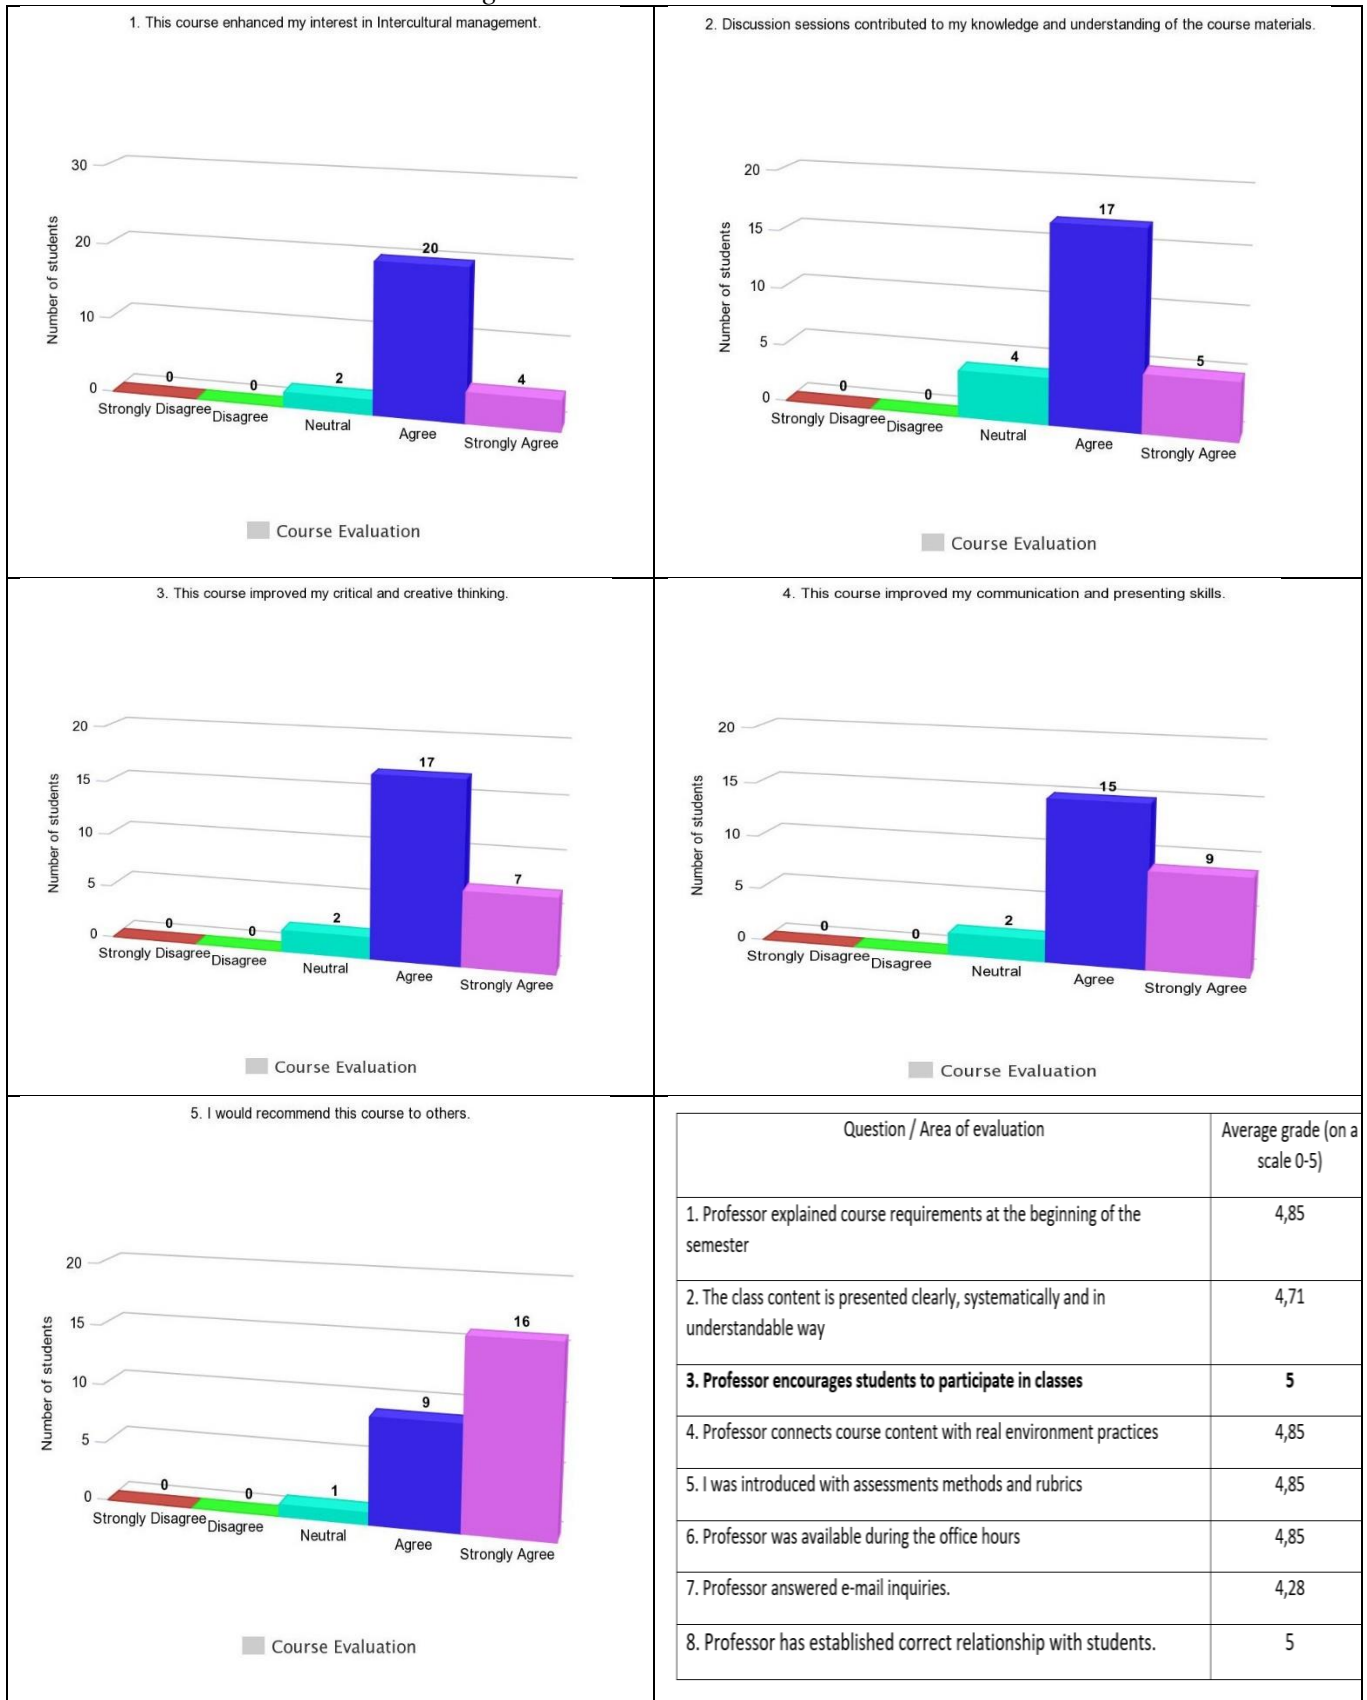 1. This course enhanced my interest in Intercultural management.
30
20
10
0
Number of students
0
0
2
20
4
Strongly Disagree
Disagree
Neutral
Agree
Strongly Agree
Course Evaluation
2. Discussion sessions contributed to my knowledge and understanding of the course materials.
20
15
10
5
0
Number of students
0
0
4
17
5
Strongly Disagree
Disagree
Neutral
Agree
Strongly Agree
Course Evaluation
3. This course improved my critical and creative thinking.
20
15
10
5
0
Number of students
0
0
2
17
7
Strongly Disagree
Disagree
Neutral
Agree
Strongly Agree
Course Evaluation
4. This course improved my communication and presenting skills.
20
15
10
5
0
Number of students
0
0
2
15
9
Strongly Disagree
Disagree
Neutral
Agree
Strongly Agree
Course Evaluation
5. I would recommend this course to others.
20
15
10
5
0
Number of students
0
0
1
9
16
Strongly Disagree
Disagree
Neutral
Agree
Strongly Agree
Course Evaluation
Question / Area of evaluation
Average grade (on a
scale 0-5)
1. Professor explained course requirements at the beginning of the
semester
4,85
2. The class content is presented clearly, systematically and in
understandable way
4,71
3. Professor encourages students to participate in classes
5
4. Professor connects course content with real environment practices
4,85
5. I was introduced with assessments methods and rubrics
4,85
6. Professor was available during the office hours
4,85
7. Professor answered e-mail inquiries.
4,28
8. Professor has established correct relationship with students.
5